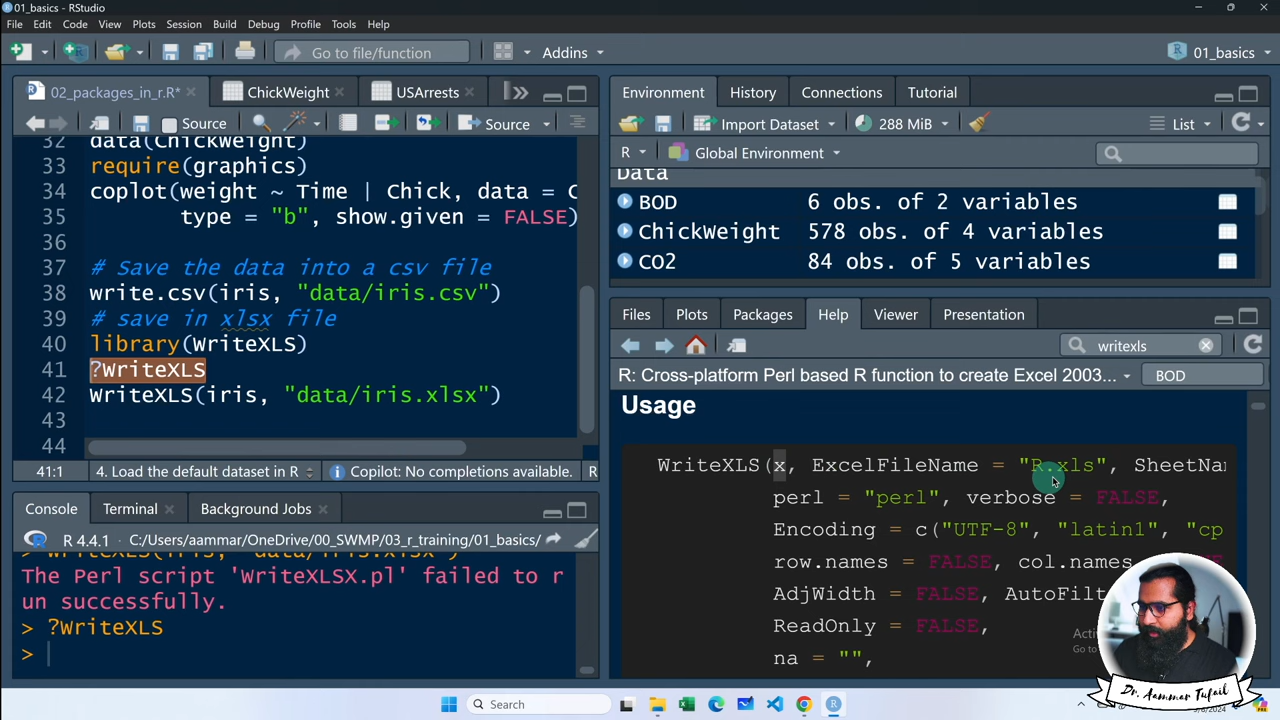 01_basics - RStudio
File Edit Code View Plots Session Build Debug Profile Tools Help
Go to file/function
Addins
01_basics
02_packages_in_r.R*
ChickWeight
USArrests
Source
Source
32 data(ChickWeight)
33 require(graphics)
34 coplot(weight ~ Time | Chick, data = C
35 type = "b", show.given = FALSE)
36
37 # Save the data into a csv file
38 write.csv(iris, "data/iris.csv")
39 # save in xlsx file
40 library(WriteXLS)
41 ?WriteXLS
42 WriteXLS(iris, "data/iris.xlsx")
43
44
41:1 4. Load the default dataset in R Copilot: No completions available. R
Console Terminal Background Jobs
R 4.4.1 · C:/Users/aammar/OneDrive/00_SWMP/03_r_training/01_basics/
> WriteXLS(iris, "data/iris.xlsx")
The Perl script 'WriteXLSX.pl' failed to r
un successfully.
> ?WriteXLS
>
Environment History Connections Tutorial
Import Dataset 288 MiB List
R Global Environment
Data
BOD 6 obs. of 2 variables
ChickWeight 578 obs. of 4 variables
CO2 84 obs. of 5 variables
Files Plots Packages Help Viewer Presentation
writexls
R: Cross-platform Perl based R function to create Excel 2003... BOD
Usage
WriteXLS(x, ExcelFileName = "R.xls", SheetNa
perl = "perl", verbose = FALSE,
Encoding = c("UTF-8", "latin1", "cp
row.names = FALSE, col.names
AdjWidth = FALSE, AutoFilt
ReadOnly = FALSE,
na = "",
Dr. Aammar Tufail
Search